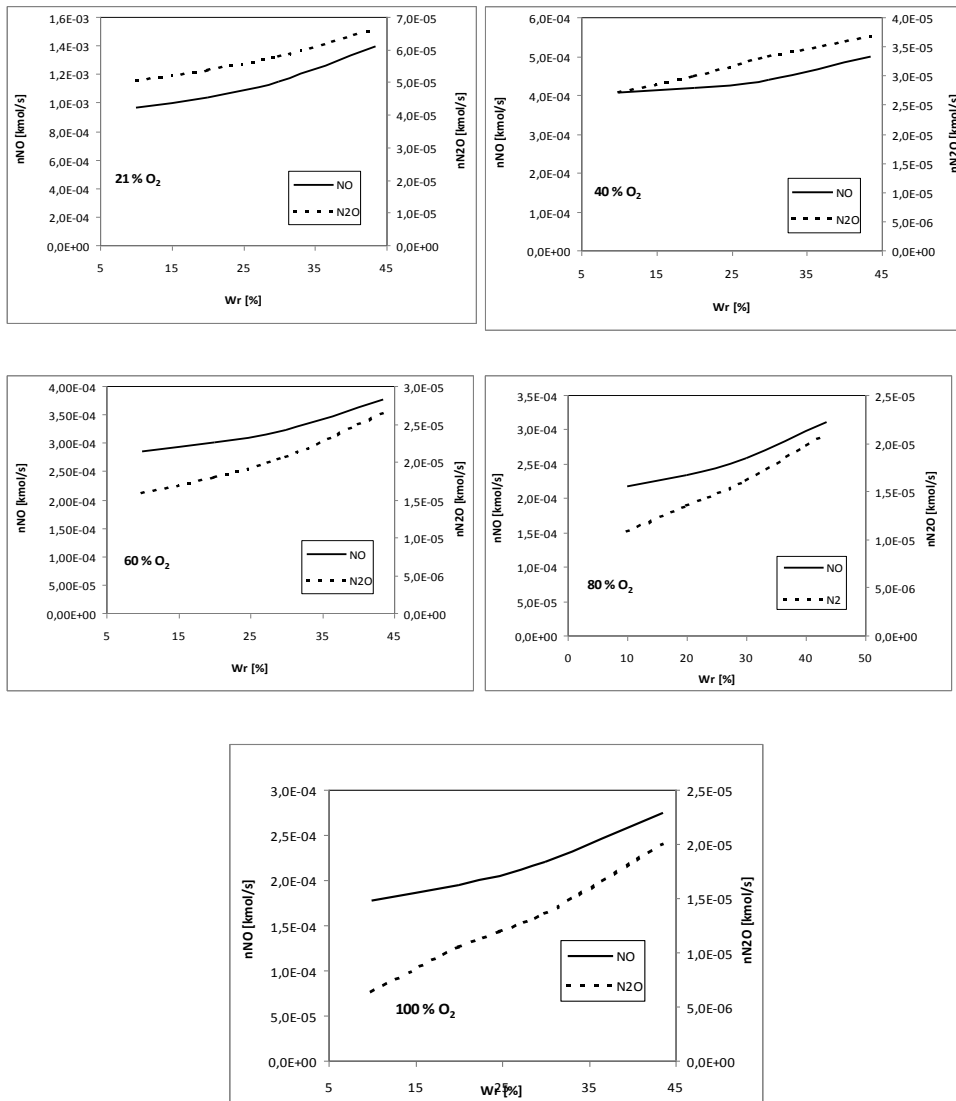 1,6E-03
1,4E-03
1,2E-03
1,0E-03
8,0E-04
6,0E-04
4,0E-04
2,0E-04
0,0E+00
nNO [kmol/s]
7,0E-05
6,0E-05
5,0E-05
4,0E-05
3,0E-05
2,0E-05
1,0E-05
0,0E+00
nN2O [kmol/s]
21 % O₂
NO
N2O
5 15 25 35 45
Wr [%]
6,0E-04
5,0E-04
4,0E-04
3,0E-04
2,0E-04
1,0E-04
0,0E+00
nNO [kmol/s]
4,0E-05
3,5E-05
3,0E-05
2,5E-05
2,0E-05
1,5E-05
1,0E-05
5,0E-06
0,0E+00
nN2O [kmol/s]
40 % O₂
NO
N2O
5 15 25 35 45
Wr [%]
4,00E-04
3,50E-04
3,00E-04
2,50E-04
2,00E-04
1,50E-04
1,00E-04
5,00E-05
0,00E+00
nNO [kmol/s]
3,0E-05
2,5E-05
2,0E-05
1,5E-05
1,0E-05
5,0E-06
0,0E+00
nN2O [kmol/s]
60 % O₂
NO
N2O
5 15 25 35 45
Wr [%]
3,5E-04
3,0E-04
2,5E-04
2,0E-04
1,5E-04
1,0E-04
5,0E-05
0,0E+00
nNO [kmol/s]
2,5E-05
2,0E-05
1,5E-05
1,0E-05
5,0E-06
0,0E+00
nN2O [kmol/s]
80 % O₂
NO
N2
0 10 20 30 40 50
Wr [%]
3,0E-04
2,5E-04
2,0E-04
1,5E-04
1,0E-04
5,0E-05
0,0E+00
nNO [kmol/s]
2,5E-05
2,0E-05
1,5E-05
1,0E-05
5,0E-06
0,0E+00
nN2O [kmol/s]
100 % O₂
NO
N2O
5 15 25 35 45
Wr [%]